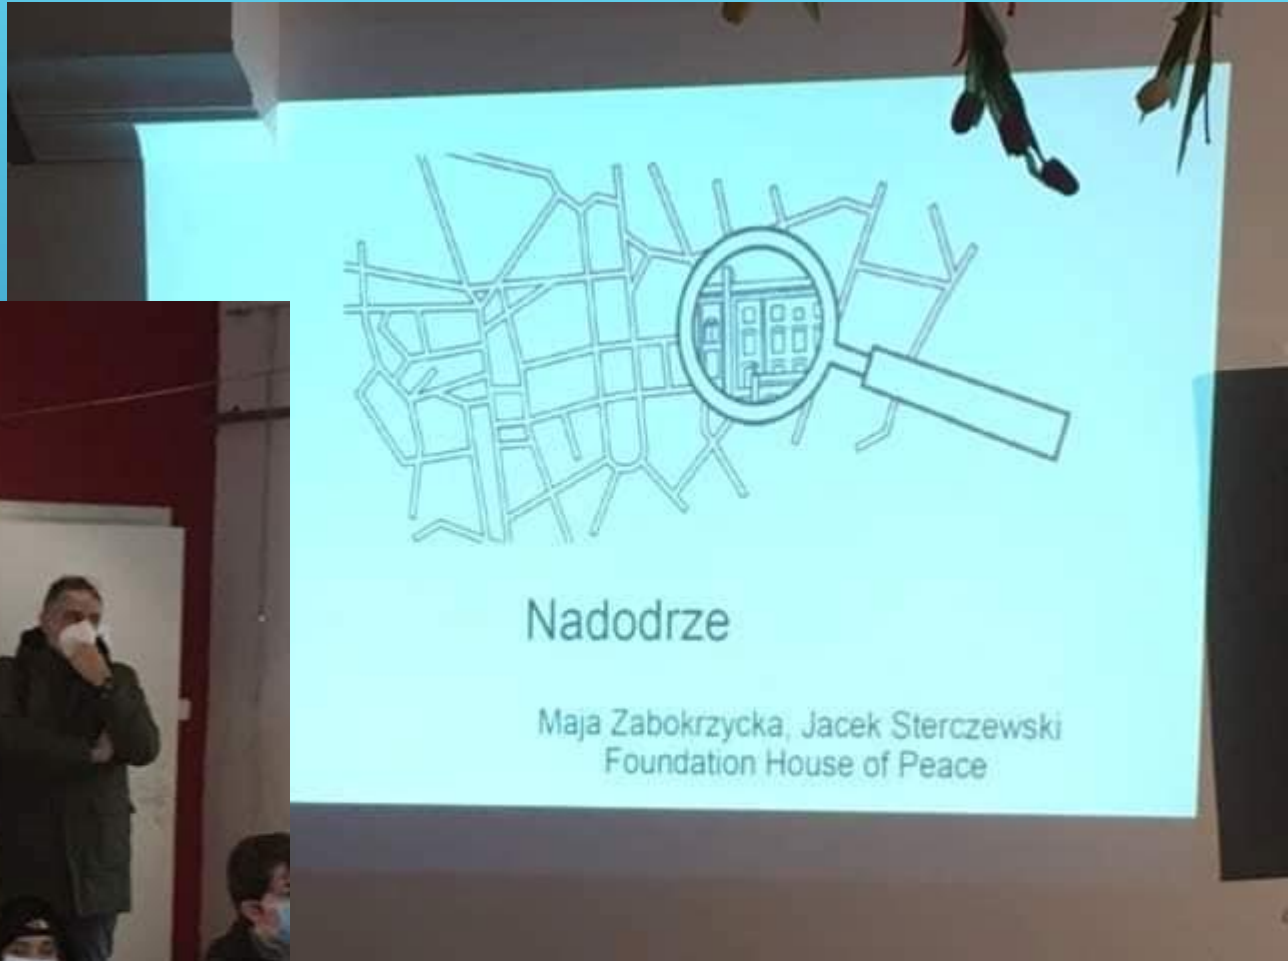 Nadodrze
Maja Zabokrzycka, Jacek Sterczewski
Foundation House of Peace